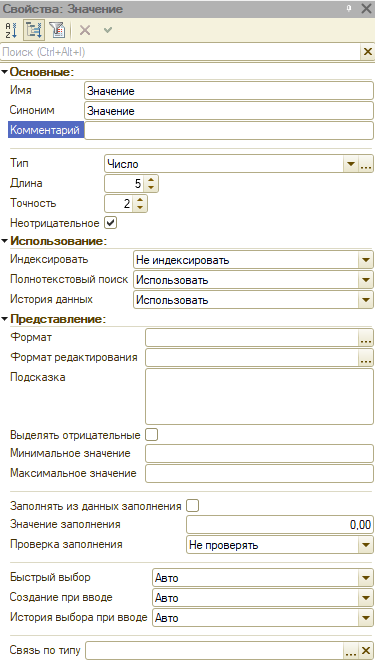 Свойства: Значение
Поиск (Ctrl+Alt+I)
Основные:
Имя Значение
Синоним Значение
Комментарий
Тип Число
Длина 5
Точность 2
Неотрицательное
Использование:
Индексировать Не индексировать
Полнотекстовый поиск Использовать
История данных Использовать
Представление:
Формат
Формат редактирования
Подсказка
Выделять отрицательные
Минимальное значение
Максимальное значение
Заполнять из данных заполнения
Значение заполнения 0,00
Проверка заполнения Не проверять
Быстрый выбор Авто
Создание при вводе Авто
История выбора при вводе Авто
Связь по типу